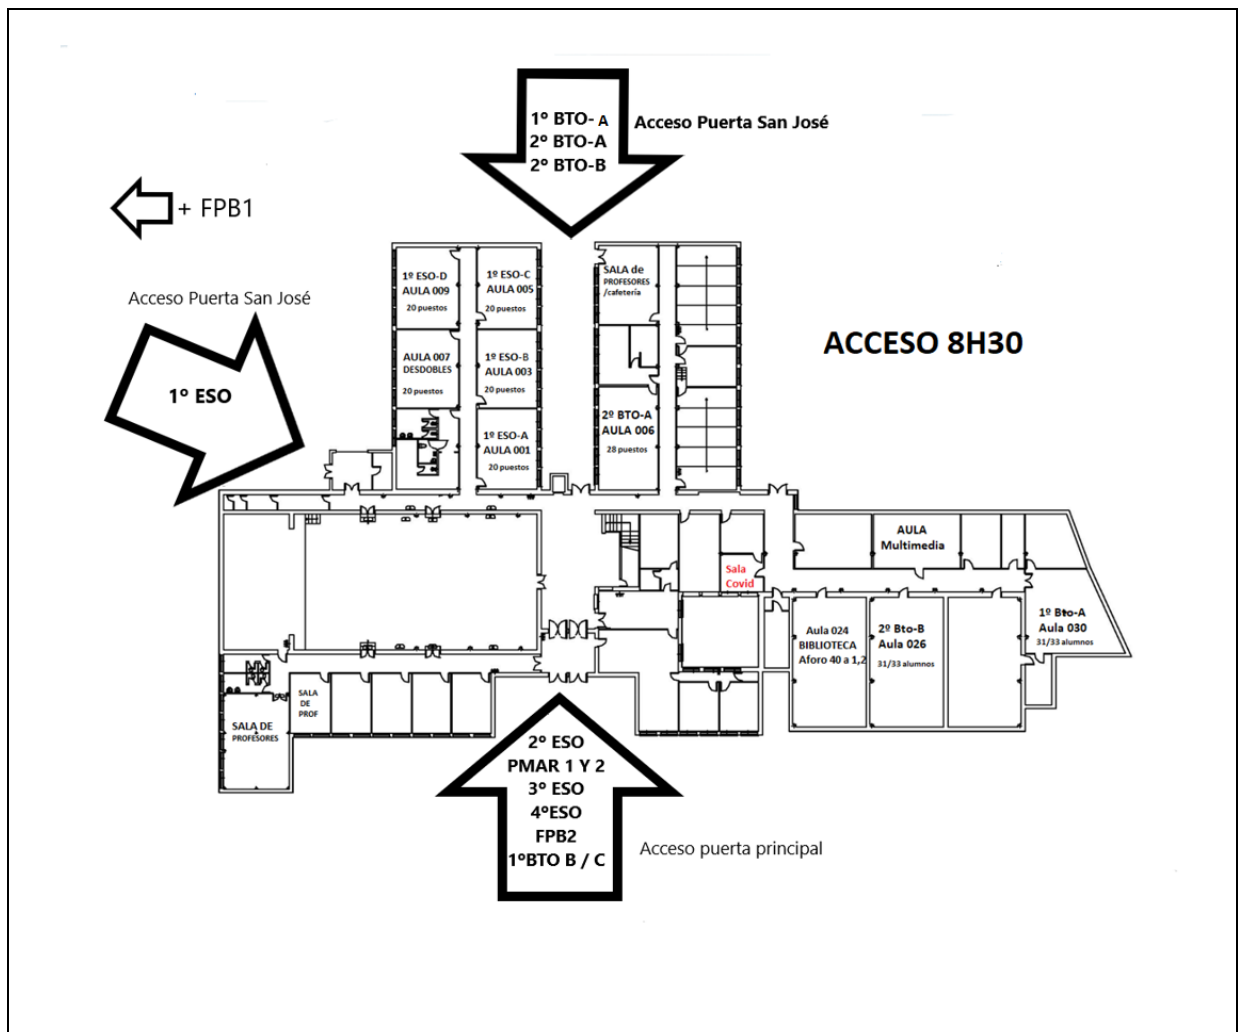 1º BTO- A
2º BTO-A
2º BTO-B
Acceso Puerta San José
+ FPB1
Acceso Puerta San José
1º ESO
ACCESO 8H30
1º ESO-D
AULA 009
20 puestos
1º ESO-C
AULA 005
20 puestos
SALA de
PROFESORES
/cafetería
AULA 007
DESDOBLES
20 puestos
1º ESO-B
AULA 003
20 puestos
2º BTO-A
AULA 006
28 puestos
1º ESO-A
AULA 001
20 puestos
AULA
Multimedia
Sala
Covid
Aula 024
BIBLIOTECA
Aforo 40 a 1,2
2º Bto-B
Aula 026
31/33 alumnos
1º Bto-A
Aula 030
31/33 alumnos
SALA
DE
PROF
SALA DE
PROFESORES
2º ESO
PMAR 1 Y 2
3º ESO
4ºESO
FPB2
1ºBTO B / C
Acceso puerta principal